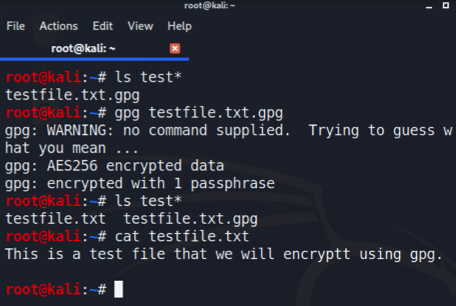 root@kali: ~
File Actions Edit View Help
root@kali: ~
root@kali:~# ls test*
testfile.txt.gpg
root@kali:~# gpg testfile.txt.gpg
gpg: WARNING: no command supplied.  Trying to guess w
hat you mean ...
gpg: AES256 encrypted data
gpg: encrypted with 1 passphrase
root@kali:~# ls test*
testfile.txt  testfile.txt.gpg
root@kali:~# cat testfile.txt
This is a test file that we will encryptt using gpg.
root@kali:~#